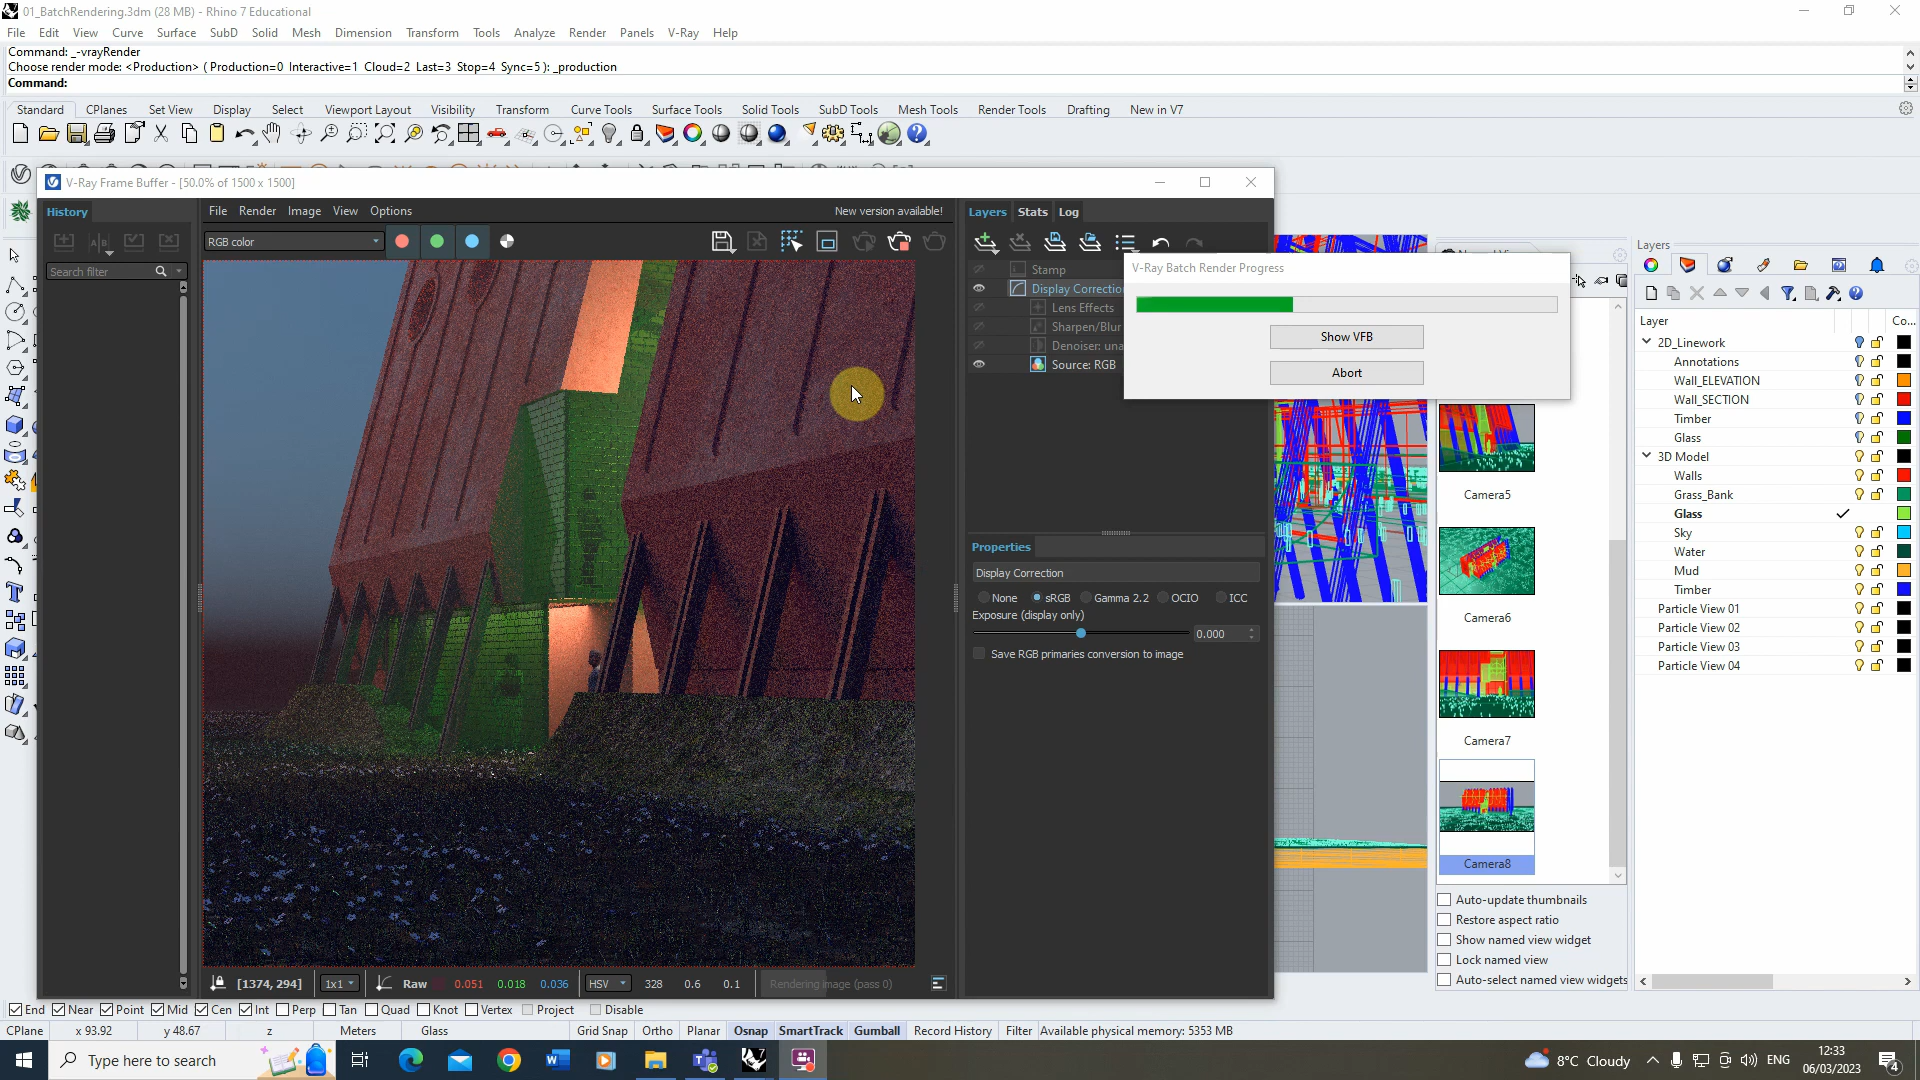 01_BatchRendering.3dm (28 MB) - Rhino 7 Educational
File Edit View Curve Surface SubD Solid Mesh Dimension Transform Tools Analyze Render Panels V-Ray Help
Command: _-vrayRender
Choose render mode: <Production> ( Production=0 Interactive=1 Cloud=2 Last=3 Stop=4 Sync=5 ): _production
Command:
Standard CPlanes Set View Display Select Viewport Layout Visibility Transform Curve Tools Surface Tools Solid Tools SubD Tools Mesh Tools Render Tools Drafting New in V7
V-Ray Frame Buffer - [50.0% of 1500 x 1500]
History
File Render Image View Options
New version available!
Layers Stats Log
RGB color
Search filter
Stamp
Display Correction
Lens Effects
Sharpen/Blur
Denoiser: una
Source: RGB
V-Ray Batch Render Progress
Show VFB
Abort
Properties
Display Correction
None sRGB Gamma 2.2 OCIO ICC
Exposure (display only)
0.000
Save RGB primaries conversion to image
[1374, 294] 1x1 Raw 0.051 0.018 0.036 HSV 328 0.6 0.1 Rendering image (pass 0)
Camera5
Camera6
Camera7
Camera8
Auto-update thumbnails
Restore aspect ratio
Show named view widget
Lock named view
Auto-select named view widgets
Layers
Layer Co...
2D_Linework
Annotations
Wall_ELEVATION
Wall_SECTION
Timber
Glass
3D Model
Walls
Grass_Bank
Glass
Sky
Water
Mud
Timber
Particle View 01
Particle View 02
Particle View 03
Particle View 04
End Near Point Mid Cen Int Perp Tan Quad Knot Vertex Project Disable
CPlane x 93.92 y 48.67 z Meters Glass Grid Snap Ortho Planar Osnap SmartTrack Gumball Record History Filter Available physical memory: 5353 MB
Type here to search
8°C Cloudy
ENG
12:33
06/03/2023
4